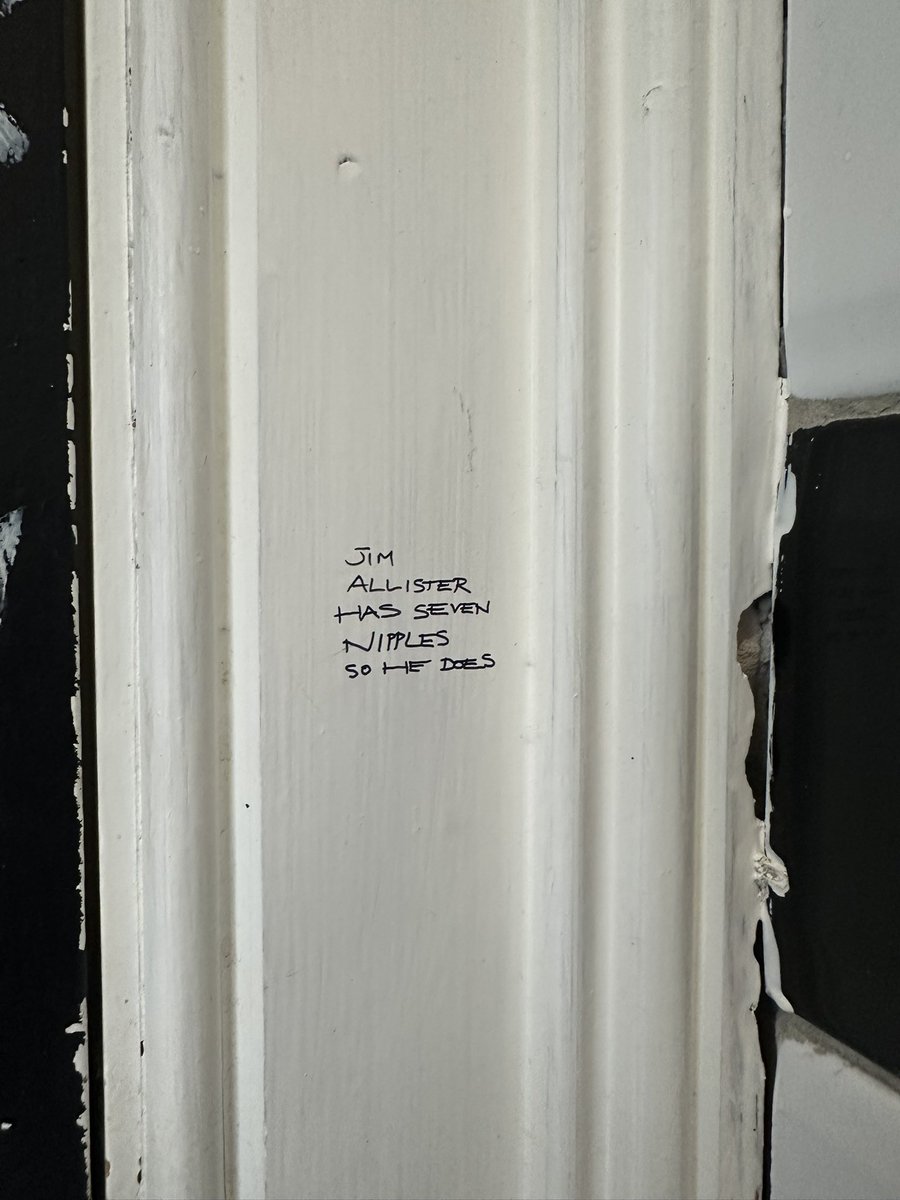 JIM
ALLISTER
HAS SEVEN
NIPPLES
SO HE DOES